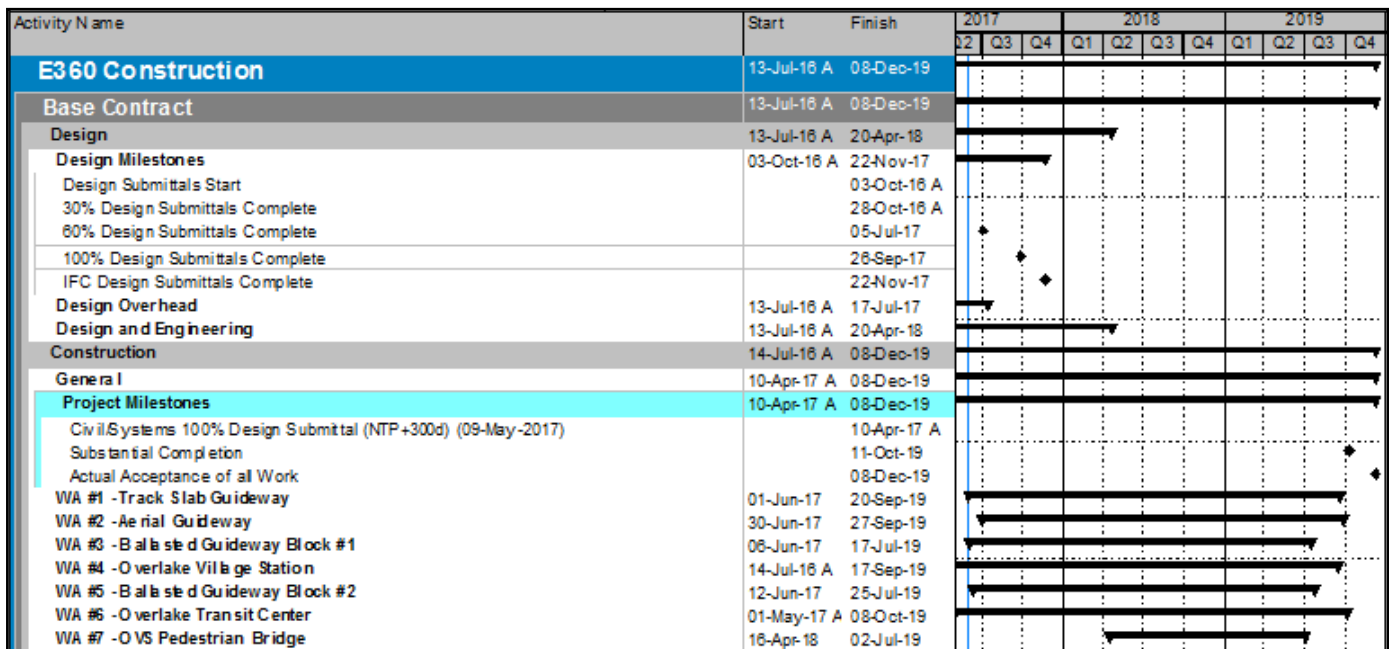 Activity Name Start Finish 2017 2018 2019
Q2 Q3 Q4 Q1 Q2 Q3 Q4 Q1 Q2 Q3 Q4
E360 Construction 13-Jul-16 A 08-Dec-19
Base Contract 13-Jul-16 A 08-Dec-19
Design 13-Jul-16 A 20-Apr-18
Design Milestones 03-Oct-16 A 22-Nov-17
Design Submittals Start 03-Oct-16 A
30% Design Submittals Complete 28-Oct-16 A
60% Design Submittals Complete 05-Jul-17
100% Design Submittals Complete 26-Sep-17
IFC Design Submittals Complete 22-Nov-17
Design Overhead 13-Jul-16 A 17-Jul-17
Design and Engineering 13-Jul-16 A 20-Apr-18
Construction 14-Jul-16 A 08-Dec-19
General 10-Apr-17 A 08-Dec-19
Project Milestones 10-Apr-17 A 08-Dec-19
Civil/Systems 100% Design Submittal (NTP+300d) (09-May-2017) 10-Apr-17 A
Substantial Completion 11-Oct-19
Actual Acceptance of all Work 08-Dec-19
WA #1 -Track Slab Guideway 01-Jun-17 20-Sep-19
WA #2 -Aerial Guideway 30-Jun-17 27-Sep-19
WA #3 -Ballasted Guideway Block #1 06-Jun-17 17-Jul-19
WA #4 -Overlake Village Station 14-Jul-16 A 17-Sep-19
WA #5 -Ballasted Guideway Block #2 12-Jun-17 25-Jul-19
WA #6 -Overlake Transit Center 01-May-17 A 08-Oct-19
WA #7 -OVS Pedestrian Bridge 16-Apr-18 02-Jul-19